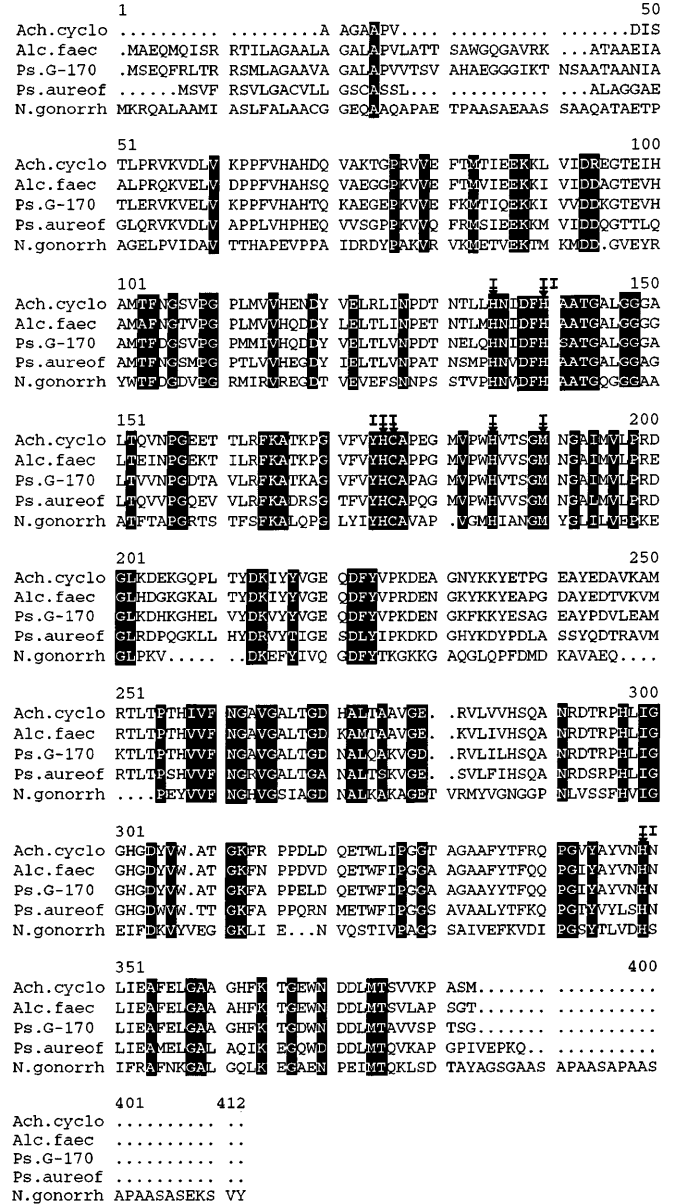 1 50
Ach.cyclo .......... .......... ..........A AGAAPV.... .......DIS
Alc.faec .MAEQMQISR RTILAGAALA GALAPVLATT SAWGQGAVRK ...ATAAEIA
Ps.G-170 .MSEQFRLTR RSMLAGAAVA GALAPVVTSV AHAEGGGIKT NSAATAANIA
Ps.aureof ......MSVF RSVLGACVLL GSCASSL... .......... ..ALAGGAE
N.gonorrh MKRQALAAMI ASLFALAACG GEQAAQAPAE TPAASAEAAS SAAQATAETP
51 100
Ach.cyclo TLPRVKVDLV KPPFVHAHDQ VAKTGPRVVE FTMTIEEKKL VIDREGTEIH
Alc.faec ALPRQKVELV DPPFVHAHSQ VAEGGPKVVE FTMVIEEKKI VIDDAGTEVH
Ps.G-170 TLERVKVELV APPFVHAHTQ KAEGEPKVVE FTMTIQEKKI VVDDKGTEVH
Ps.aureof GLQRVKVDLV APPLVHPHEQ VVSGPPKVVQ FRMSIEEKKM VIDDQGTTLQ
N.gonorrh AGELPVIDAV TTHAPEVPPA IDRDYPAKVR VKMETVEKTM KMDD.GVEYR
101 I II 150
Ach.cyclo AMTFNGSVPG PLMVVHENDY VELRLINPDT NTLLHNIDFH AATGALGGGA
Alc.faec AMAFNGTVPG PLMVVHQDDY LELTLINPET NTLMHNIDFH AATGALGGGG
Ps.G-170 AMTFDGSVPG PMMIVHQDDY VELTLVNPDT NELQHNIDFH SATGALGGGG
Ps.aureof AMTFNGSMPG PTLVVHEGDY IELTLVNPAT NSMPHNVDFH AATGALGGAG
N.gonorrh YWTFDGDVPG RMIRVREGDT VEVEFSNNPS STVPHNVDFH AATGQGGGAA
151 III I I 200
Ach.cyclo LTQVNPGEET TLRFKATKPG VFVYHCAPEG MVPWHVTSGM NGAIMVLPRD
Alc.faec LTEINPGEKT ILRFKATKPG VFVYHCAPPG MVPWHVVSGM NGAIMVLPRE
Ps.G-170 LTVVNPGDTA VLRFKATKAG VFVYHCAPAG MVPWHVTSGM NGAIMVLPRD
Ps.aureof LTQVVPGQEV VLRFKADRSG TFVYHCAPQG MVPWHVVSGM NGALMVLPRD
N.gonorrh ATFTAPGRTS TFSFKALQPG LYIYHCAVAP .VGMHIANGM YGLILVEPKE
201 250
Ach.cyclo GLKDEKGQPL TYDKIYYVGE QDFYVPKDEA GNYKKYETPG EAYEDAVKAM
Alc.faec GLHDGKGKAL TYDKIYYVGE QDFYVPRDEN GKYKKYEAPG DAYEDTVKVM
Ps.G-170 GLKDHKGHEL VYDKVYYVGE QDFYVPKDEN GKFKKYESAG EAYPDVLEAM
Ps.aureof GLRDPQGKLL HYDRVYTIGE SDLYIPKDKD GHYKDYPDLA SSYQDTRAVM
N.gonorrh GLPKV..... ..DKEFYIVQG DFYTKGKKG AQGLQPFDMD KAVAEQ....
251 300
Ach.cyclo RTLTPTHIVF NGAVGALTGD HALTAAVGE. .RVLVVHSQA NRDTRPHLIG
Alc.faec RTLTPTHVVF NGAVGALTGD KAMTAAVGE. .KVLIVHSQA NRDTRPHLIG
Ps.G-170 KTLTPTHVVF NGAVGALTGD NALQAKVGD. .RVLILHSQA NRDTRPHLIG
Ps.aureof RTLTPSHVVF NGRVGALTGA NALTSKVGE. .SVLFIHSQA NRDSRPHLIG
N.gonorrh ....PEYVVF NGHVGSIAGD NALKAKAGET VRMYVGNGGP NLVSSFHVIG
301 II
Ach.cyclo GHGDYVW.AT GKFR PPDLD QETWLIPGGT AGAAFYTFRQ PGVYAYVNHN
Alc.faec GHGDYVW.AT GKFN PPDVD QETWFIPGGA AGAAFYTFQQ PGIYAYVNHN
Ps.G-170 GHGDYVW.AT GKFA PPELD QETWFIPGGA AGAAYYTFQQ PGIYAYVNHN
Ps.aureof GHGDWVW.TT GKFA PPQRN METWFIPGGS AVAALYTFKQ PGTYVYLSHN
N.gonorrh EIFDKVYVEG GKLI E...N VQSTIVPAGG SAIVEFKVDI PGSYTLVDHS
351 400
Ach.cyclo LIEAFELGAA GHFK TGEWN DDLMTSVVKP ASM....... ..........
Alc.faec LIEAFELGAA AHFK TGEWN DDLMTSVLAP SGT....... ..........
Ps.G-170 LIEAFELGAA GHFK TGDWN DDLMTAVVSP TSG....... ..........
Ps.aureof LIEAMELGAL AQIK EGQWD DDLMTQVKAP GPIVEPKQ.. ..........
N.gonorrh IFRAFNKGAL GQLK EGAEN PEIMTQKLSD TAYAGSGAAS APAASAPAAS
401 412
Ach.cyclo .......... ..
Alc.faec .......... ..
Ps.G-170 .......... ..
Ps.aureof .......... ..
N.gonorrh APAASASEKS VY